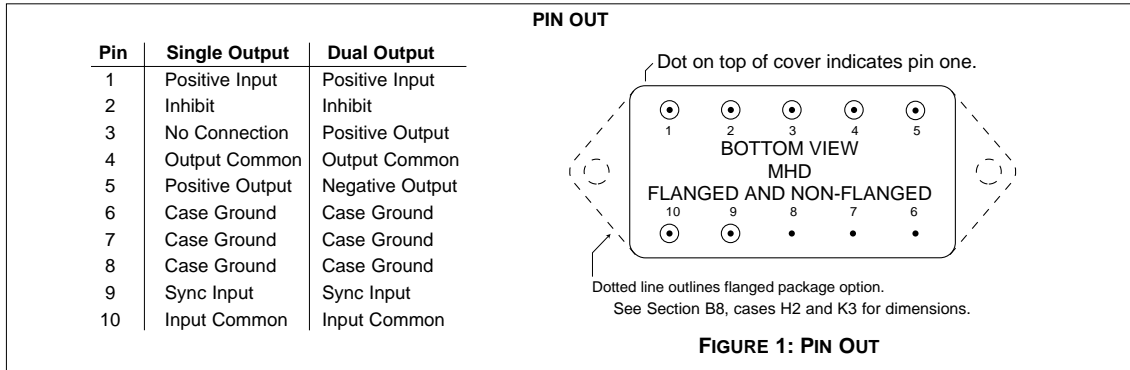 PIN OUT
Pin Single Output Dual Output
1 Positive Input Positive Input
2 Inhibit Inhibit
3 No Connection Positive Output
4 Output Common Output Common
5 Positive Output Negative Output
6 Case Ground Case Ground
7 Case Ground Case Ground
8 Case Ground Case Ground
9 Sync Input Sync Input
10 Input Common Input Common
Dot on top of cover indicates pin one.
1 2 3 4 5
BOTTOM VIEW
MHD
FLANGED AND NON-FLANGED
10 9 8 7 6
Dotted line outlines flanged package option.
See Section B8, cases H2 and K3 for dimensions.
FIGURE 1: PIN OUT